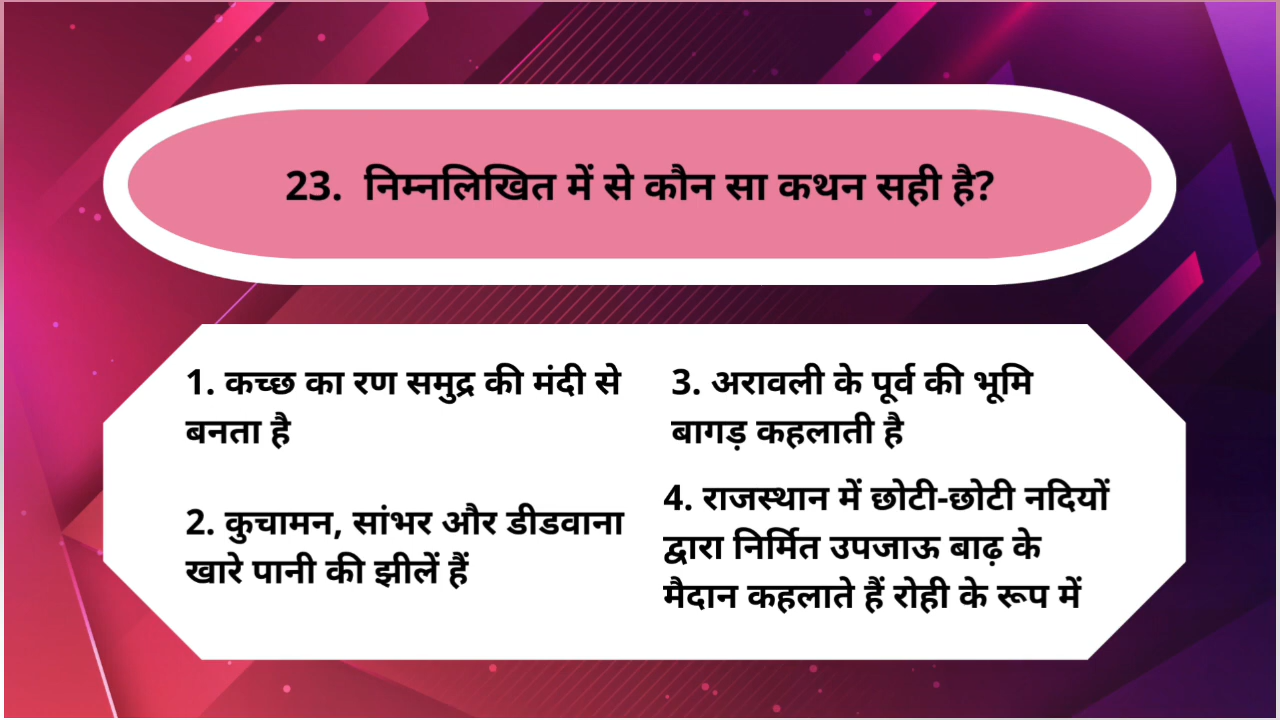 23. निम्नलिखित में से कौन सा कथन सही है?
1. कच्छ का रण समुद्र की मंदी से
बनता है
2. कुचामन, सांभर और डीडवाना
खारे पानी की झीलें हैं
3. अरावली के पूर्व की भूमि
बागड़ कहलाती है
4. राजस्थान में छोटी-छोटी नदियों
द्वारा निर्मित उपजाऊ बाढ़ के
मैदान कहलाते हैं रोही के रूप में